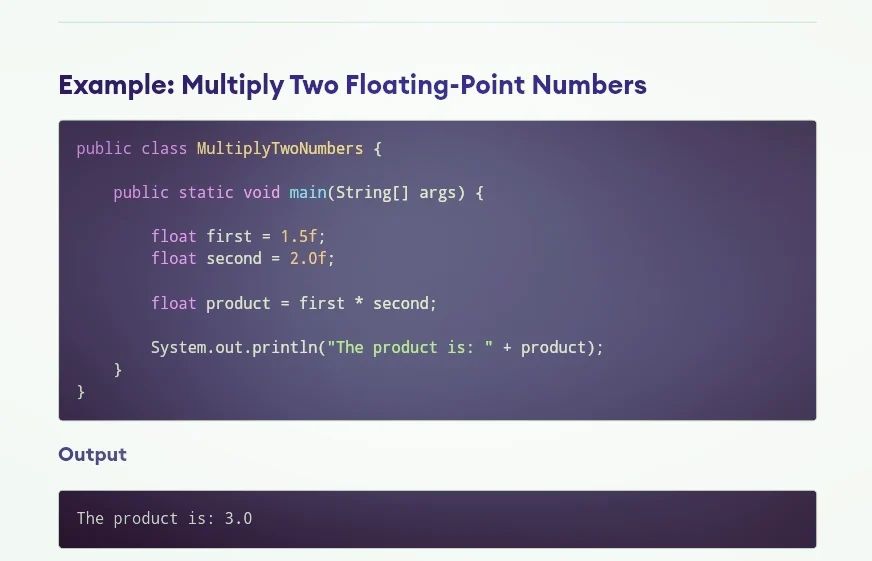 Example: Multiply Two Floating-Point Numbers
public class MultiplyTwoNumbers {
public static void main(String[] args) {
float first = 1.5f;
float second = 2.0f;
float product = first * second;
System.out.println("The product is: " + product);
}
}
Output
The product is: 3.0